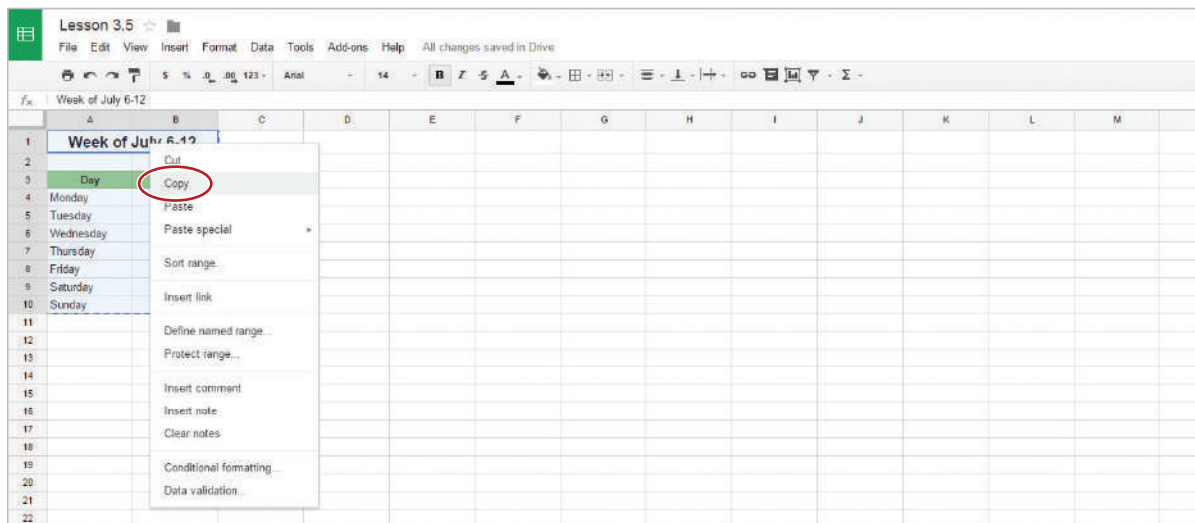 Lesson 3.5
File Edit View Insert Format Data Tools Add-ons Help All changes saved in Drive
$ % .0 .00 123 Arial 14 B I S A Σ
fx Week of July 6-12
A B C D E F G H I J K L M
1 Week of July 6-12
2 Cut
3 Day Copy
4 Monday Paste
5 Tuesday
6 Wednesday Paste special
7 Thursday
8 Friday Sort range...
9 Saturday
10 Sunday Insert link
11
12 Define named range...
13 Protect range...
14
15 Insert comment
16 Insert note
17 Clear notes
18
19 Conditional formatting...
20
21 Data validation...
22